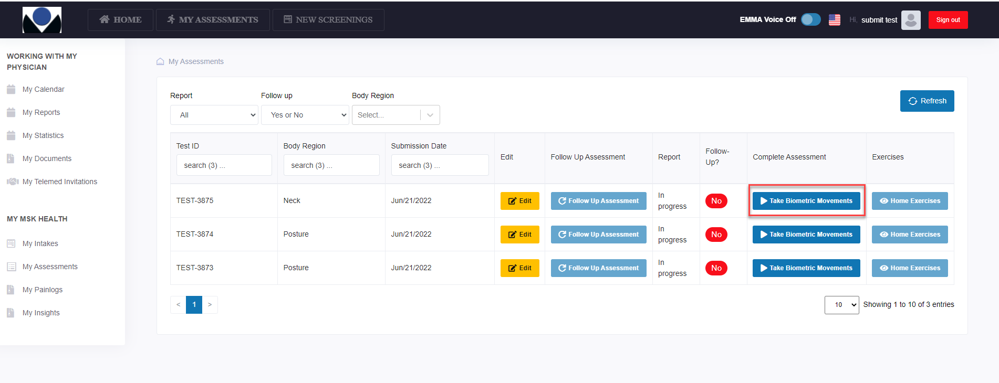 HOME MY ASSESSMENTS NEW SCREENINGS EMMA Voice Off Hi, submit test Sign out
WORKING WITH MY
PHYSICIAN
My Calendar
My Reports
My Statistics
My Documents
My Telemed Invitations
MY MSK HEALTH
My Intakes
My Assessments
My Painlogs
My Insights
My Assessments
Report Follow up Body Region
All Yes or No Select... Refresh
Test ID Body Region Submission Date Edit Follow Up Assessment Report Follow-
Up? Complete Assessment Exercises
search (3) ... search (3) ... search (3) ...
TEST-3875 Neck Jun/21/2022 Edit Follow Up Assessment In
progress No Take Biometric Movements Home Exercises
TEST-3874 Posture Jun/21/2022 Edit Follow Up Assessment In
progress No Take Biometric Movements Home Exercises
TEST-3873 Posture Jun/21/2022 Edit Follow Up Assessment In
progress No Take Biometric Movements Home Exercises
< 1 > 10 Showing 1 to 10 of 3 entries